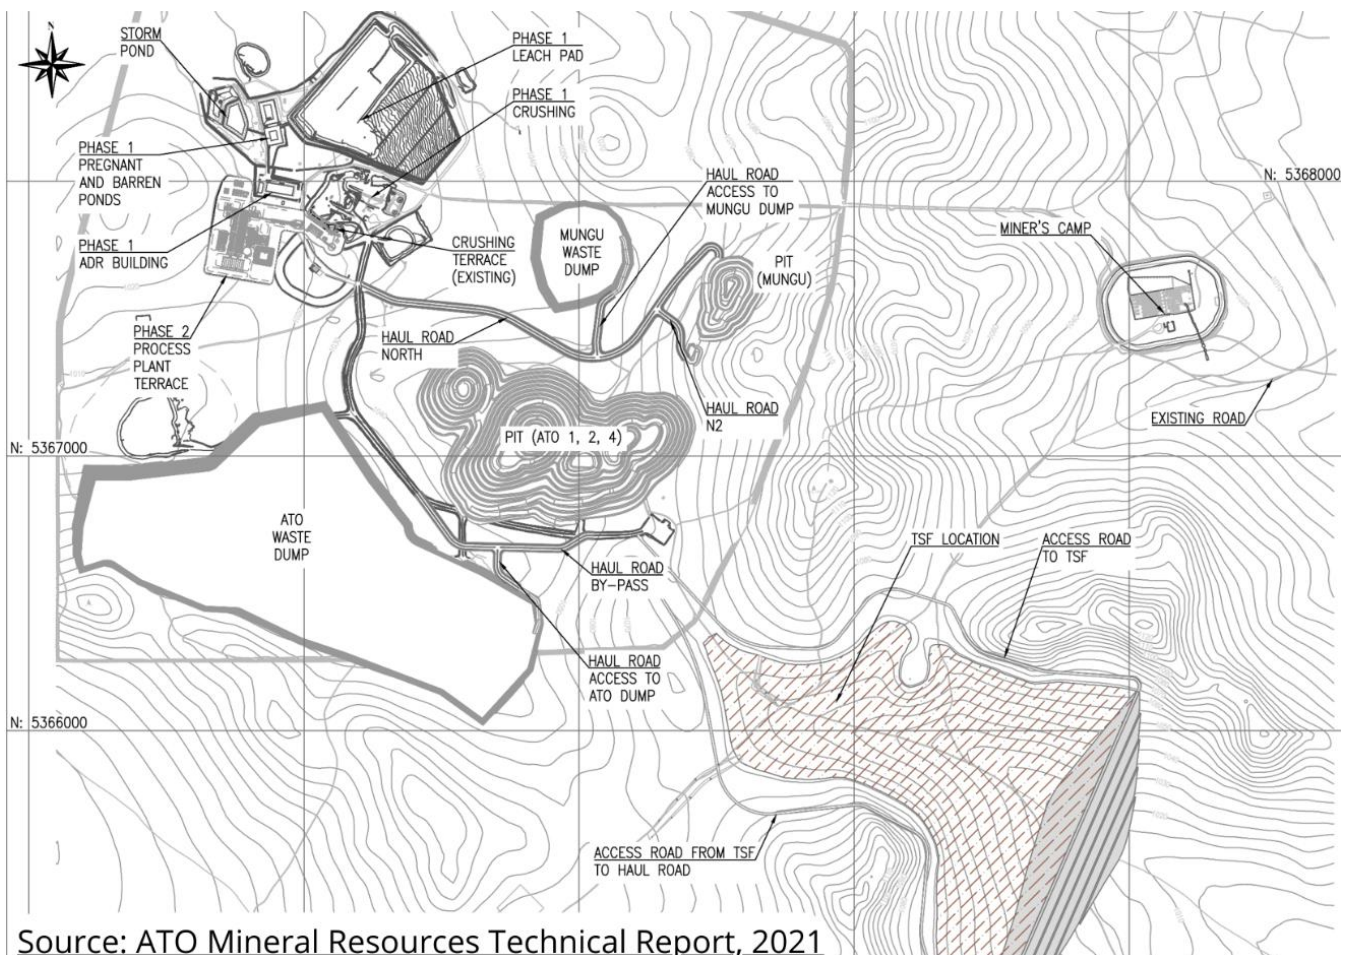 N
STORM
POND
PHASE 1
LEACH PAD
PHASE 1
CRUSHING
PHASE 1
PREGNANT
AND BARREN
PONDS
HAUL ROAD
ACCESS TO
MUNGU DUMP
N: 5368000
MINER'S CAMP
PHASE 1
ADR BUILDING
CRUSHING
TERRACE
(EXISTING)
MUNGU
WASTE
DUMP
PIT
(MUNGU)
PHASE 2
PROCESS
PLANT
TERRACE
HAUL ROAD
NORTH
HAUL ROAD
N2
EXISTING ROAD
N: 5367000
PIT (ATO 1, 2, 4)
ATO
WASTE
DUMP
TSF LOCATION
ACCESS ROAD
TO TSF
HAUL ROAD
BY-PASS
HAUL ROAD
ACCESS TO
ATO DUMP
N: 5366000
ACCESS ROAD FROM TSF
TO HAUL ROAD
Source: ATO Mineral Resources Technical Report, 2021